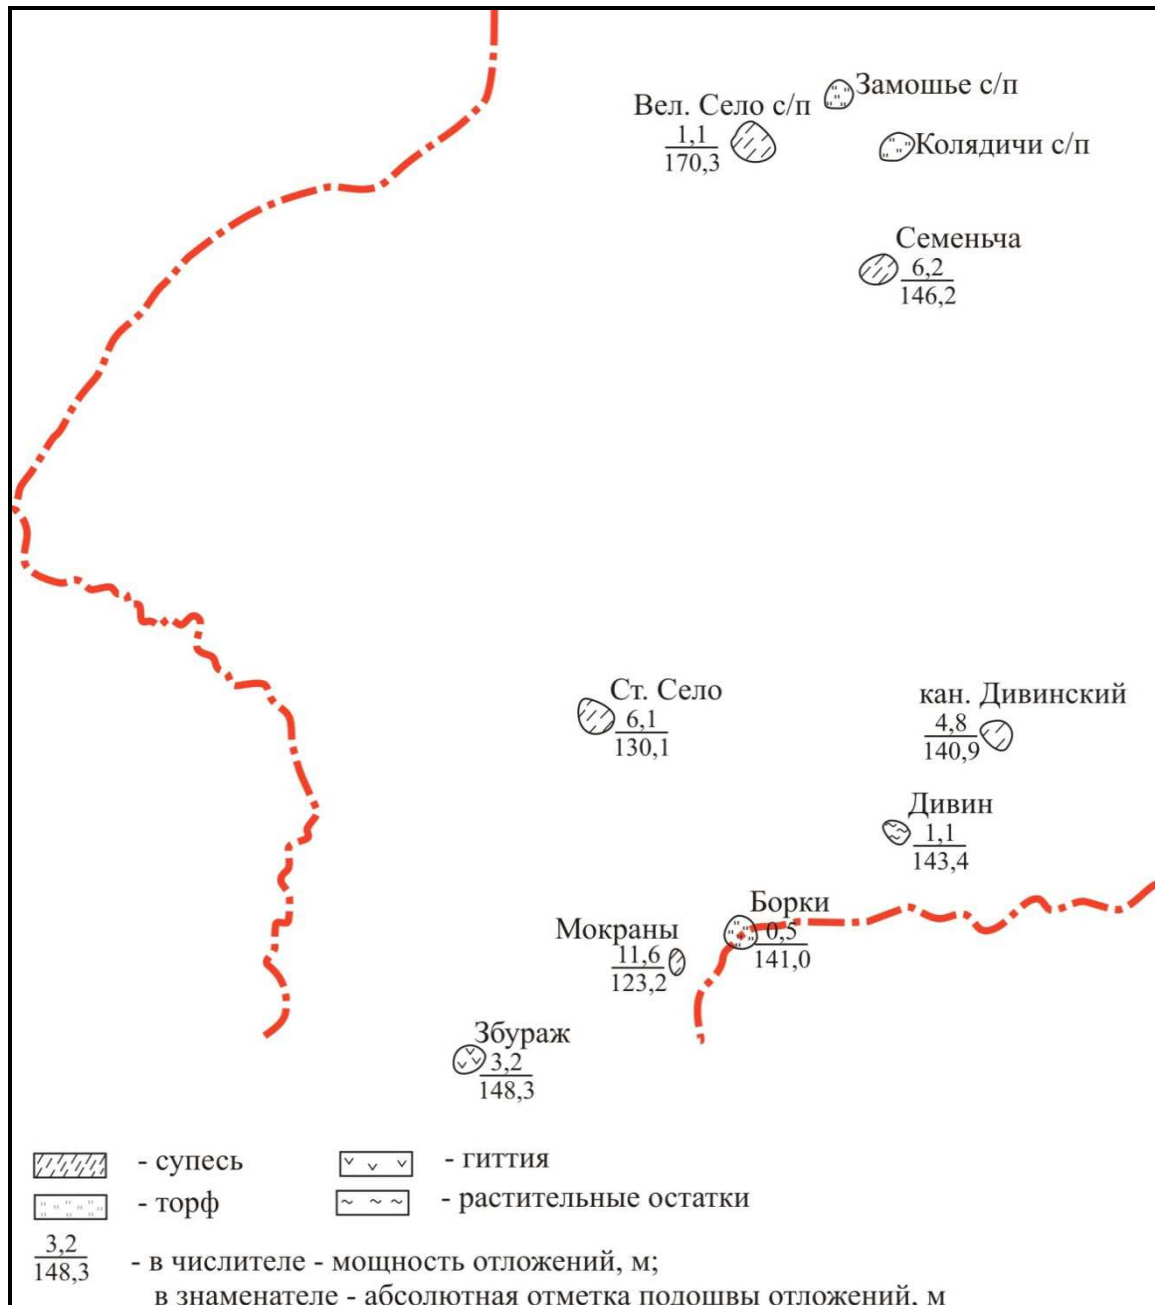 Замошье с/п
Вел. Село с/п
1,1
170,3
Колядичи с/п
Семеньча
6,2
146,2
Ст. Село
6,1
130,1
кан. Дивинский
4,8
140,9
Дивин
1,1
143,4
Борки
0,5
141,0
Мокраны
11,6
123,2
Збураж
3,2
148,3
- супесь
- гиттия
- торф
- растительные остатки
3,2
148,3
- в числителе - мощность отложений, м;
в знаменателе - абсолютная отметка подошвы отложений, м